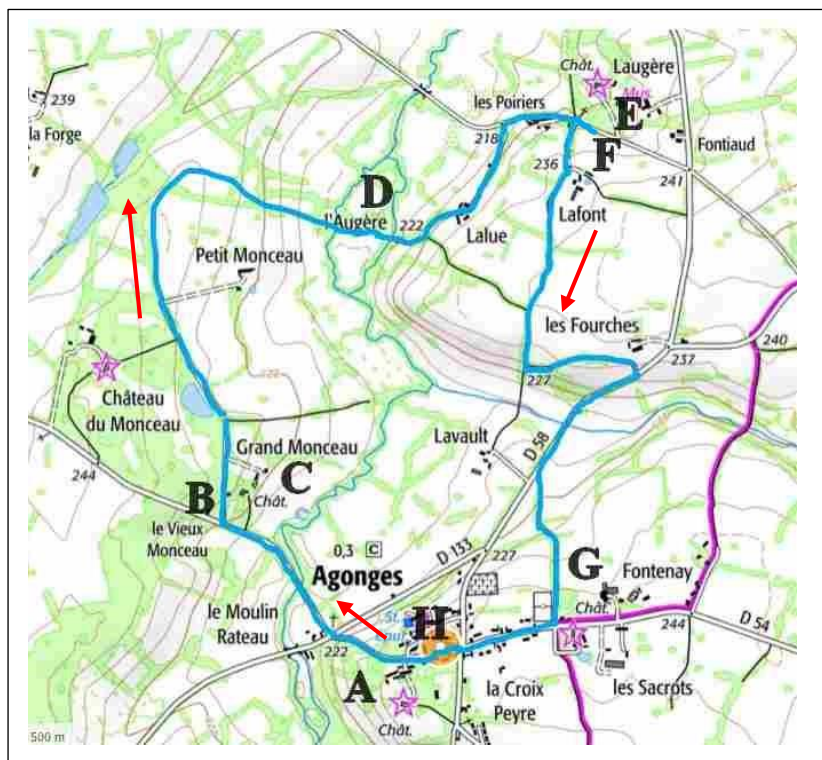 Chât.
Laugère
239
Mus.
la Forge
les Poiriers
E
218
F
Fontiaud
236
241
D
l'Augère
222
Lafont
Lalue
Petit Monceau
les Fourches
240
237
227
Château
du Monceau
Lavault
D 58
Grand Monceau
C
244
B
Chât.
le Vieux
Monceau
0,3 C
D 133
227
Agonges
G
Fontenay
Chât.
le Moulin
Rateau
H
St.
222
244
D 54
A
la Croix
Peyre
les Sacrots
Chât.
500 m